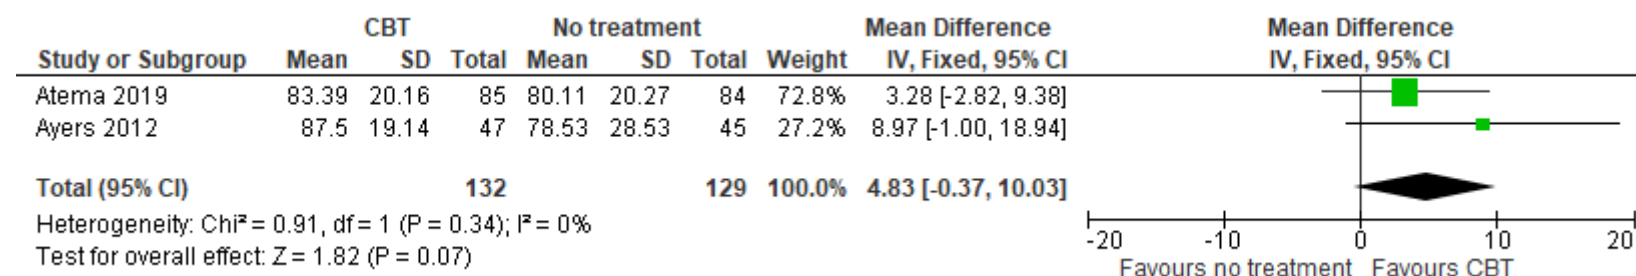 CBT No treatment Mean Difference Mean Difference
Study or Subgroup Mean SD Total Mean SD Total Weight IV, Fixed, 95% CI IV, Fixed, 95% CI
Atema 2019 83.39 20.16 85 80.11 20.27 84 72.8% 3.28 [-2.82, 9.38]
Ayers 2012 87.5 19.14 47 78.53 28.53 45 27.2% 8.97 [-1.00, 18.94]
Total (95% CI) 132 129 100.0% 4.83 [-0.37, 10.03]
Heterogeneity: Chi² = 0.91, df = 1 (P = 0.34); I² = 0%
Test for overall effect: Z = 1.82 (P = 0.07)
-20 -10 0 10 20
Favours no treatment Favours CBT